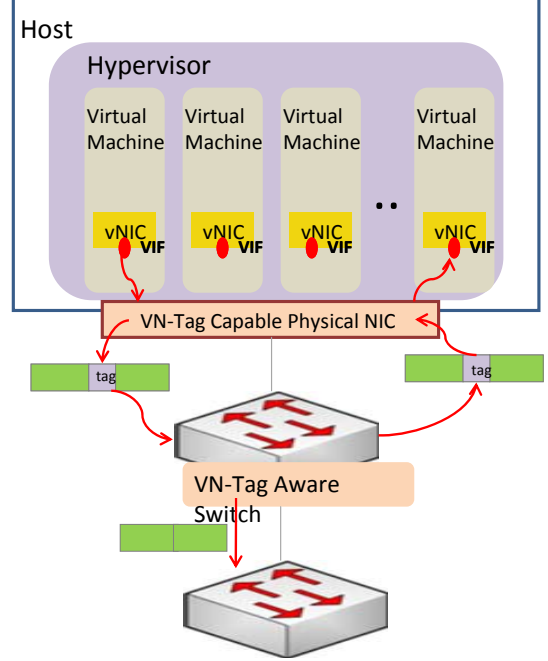 Host
Hypervisor
Virtual Machine
Virtual Machine
Virtual Machine
Virtual Machine
..
vNIC
VIF
vNIC
VIF
vNIC
VIF
vNIC
VIF
VN-Tag Capable Physical NIC
tag
tag
VN-Tag Aware
Switch